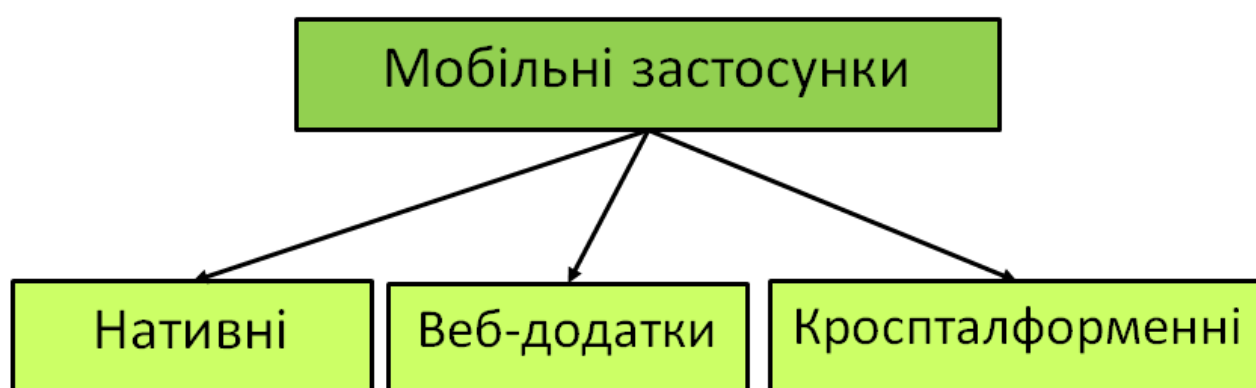 Мобільні застосунки
Нативні
Веб-додатки
Кроспталформенні